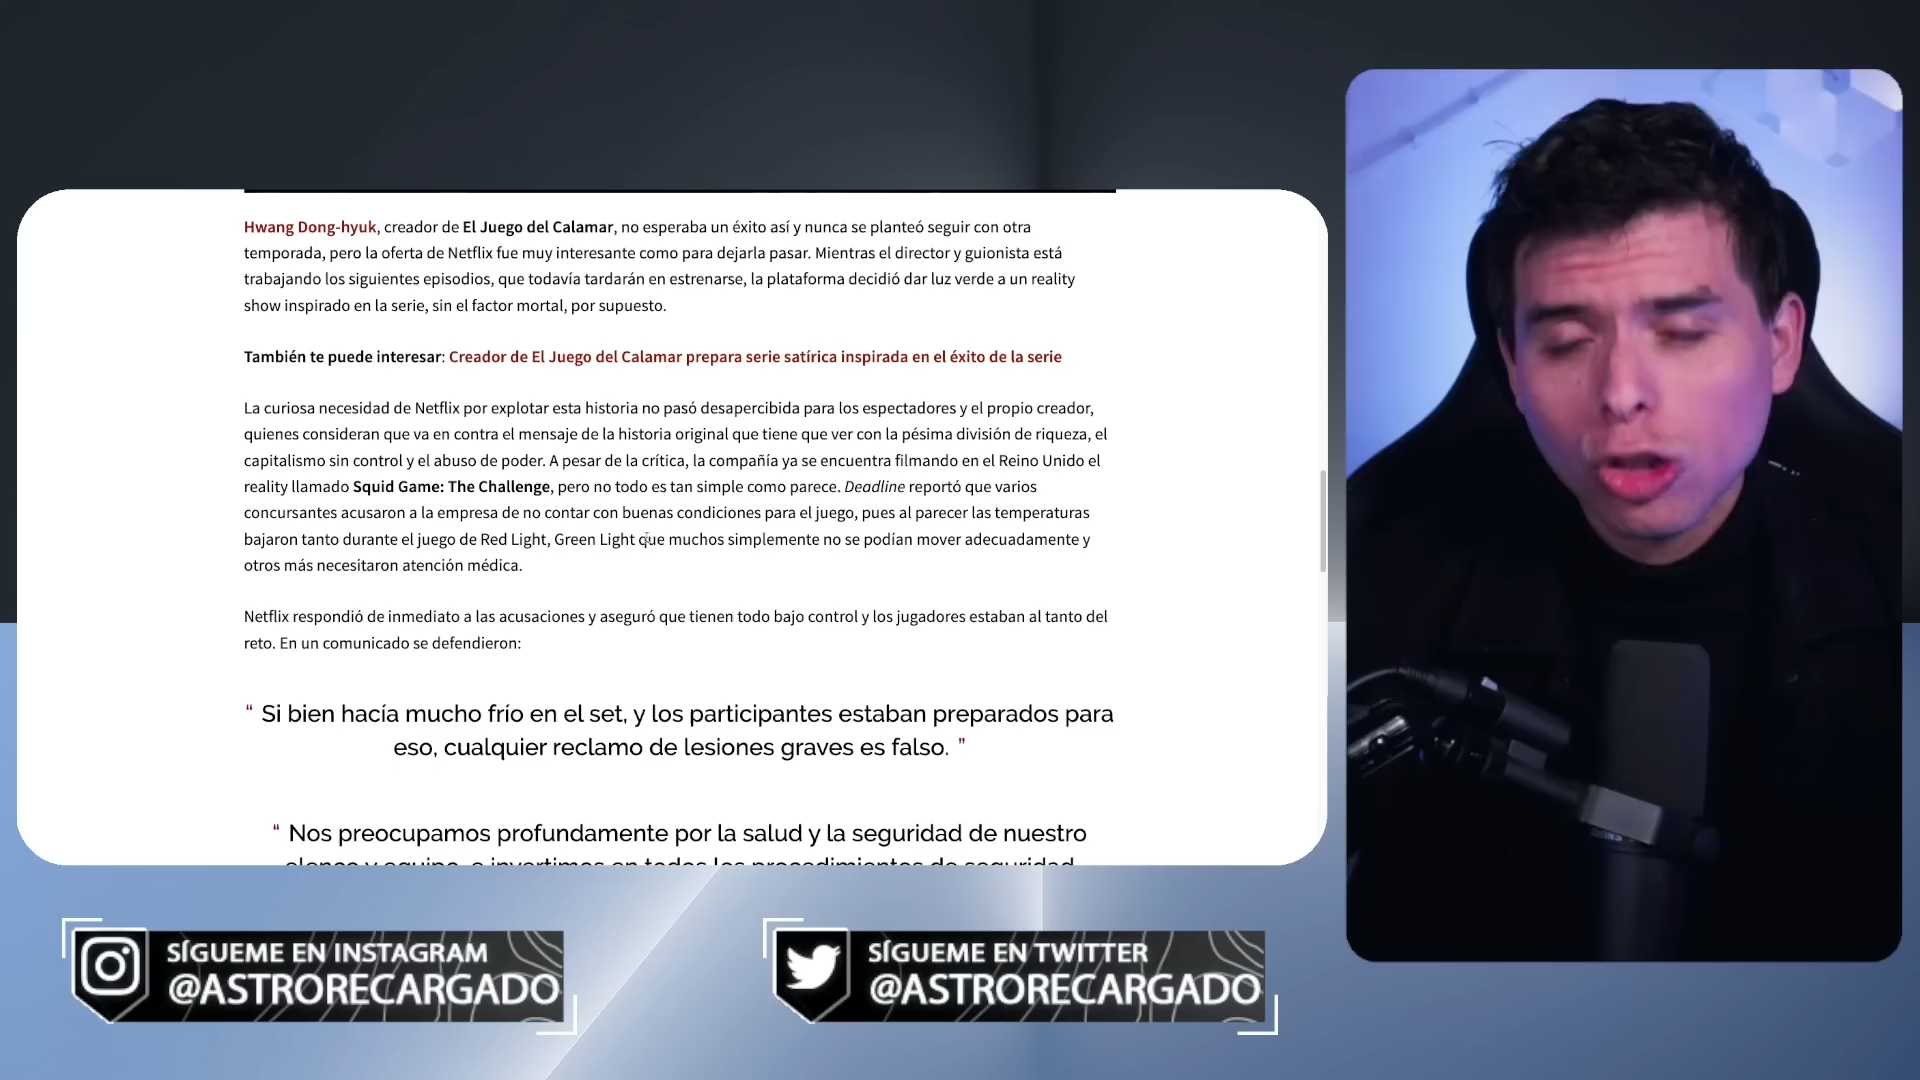 Hwang Dong-hyuk, creador de El Juego del Calamar, no esperaba un éxito así y nunca se planteó seguir con otra
temporada, pero la oferta de Netflix fue muy interesante como para dejarla pasar. Mientras el director y guionista está
trabajando los siguientes episodios, que todavía tardarán en estrenarse, la plataforma decidió dar luz verde a un reality
show inspirado en la serie, sin el factor mortal, por supuesto.
También te puede interesar: Creador de El Juego del Calamar prepara serie satírica inspirada en el éxito de la serie
La curiosa necesidad de Netflix por explotar esta historia no pasó desapercibida para los espectadores y el propio creador,
quienes consideran que va en contra el mensaje de la historia original que tiene que ver con la pésima división de riqueza, el
capitalismo sin control y el abuso de poder. A pesar de la crítica, la compañía ya se encuentra filmando en el Reino Unido el
reality llamado Squid Game: The Challenge, pero no todo es tan simple como parece. Deadline reportó que varios
concursantes acusaron a la empresa de no contar con buenas condiciones para el juego, pues al parecer las temperaturas
bajaron tanto durante el juego de Red Light, Green Light que muchos simplemente no se podían mover adecuadamente y
otros más necesitaron atención médica.
Netflix respondió de inmediato a las acusaciones y aseguró que tienen todo bajo control y los jugadores estaban al tanto del
reto. En un comunicado se defendieron:
“ Si bien hacía mucho frío en el set, y los participantes estaban preparados para
eso, cualquier reclamo de lesiones graves es falso. ”
“ Nos preocupamos profundamente por la salud y la seguridad de nuestro
elenco y equipo, e invertimos en todos los procedimientos de seguridad
SÍGUEME EN INSTAGRAM
@ASTRORECARGADO
SÍGUEME EN TWITTER
@ASTRORECARGADO